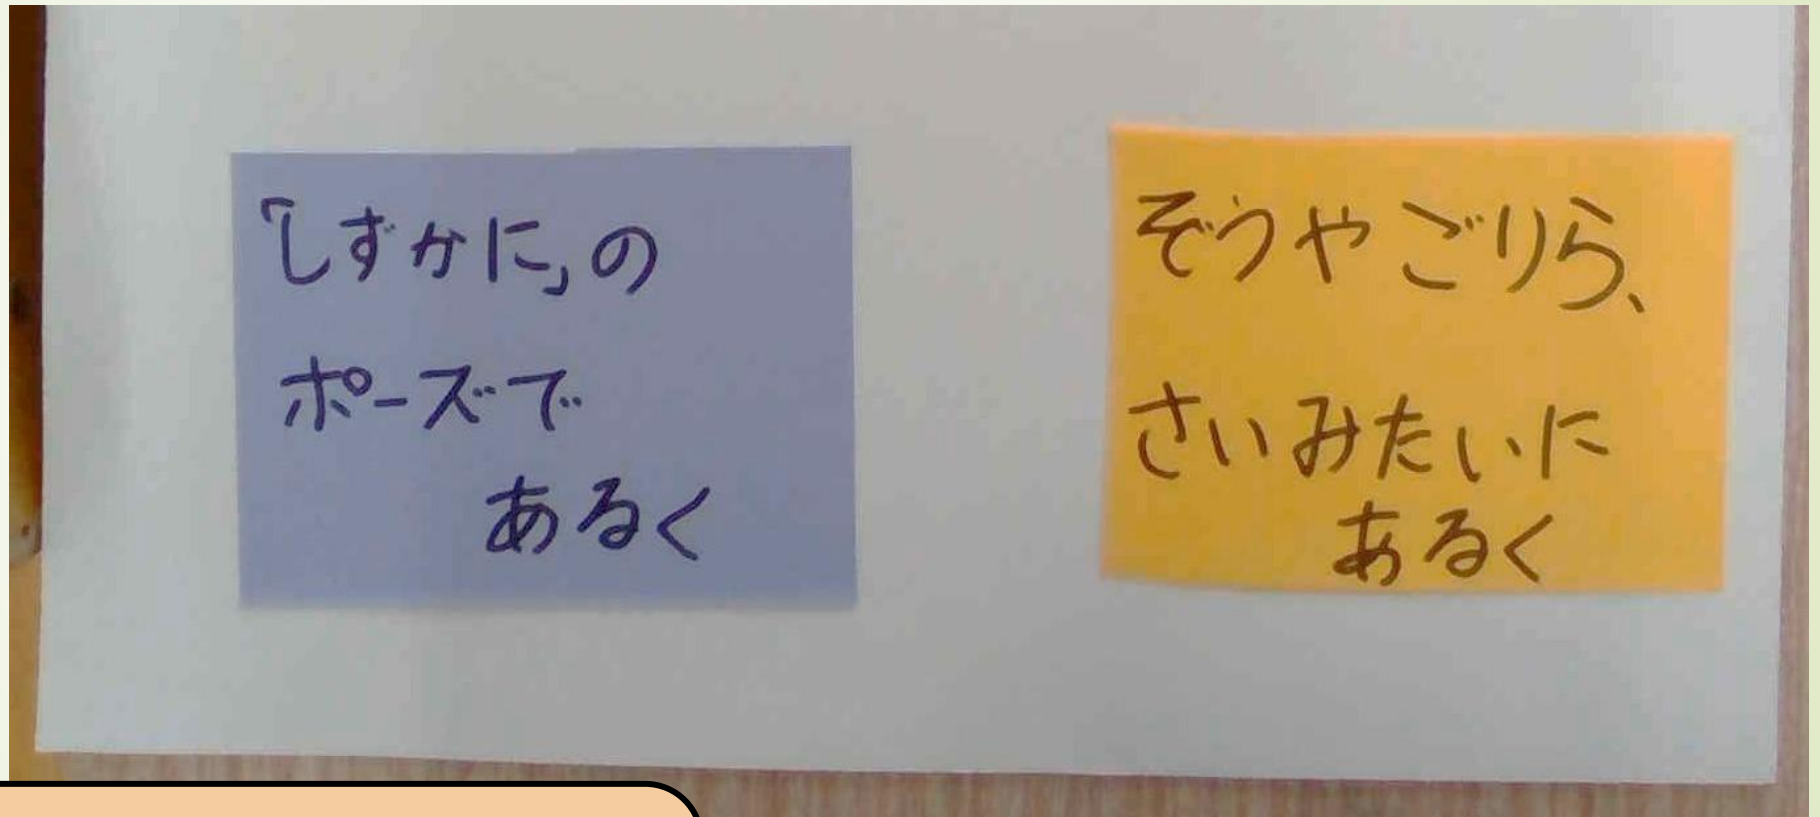 「しずかに」の
ポーズで
あるく
ぞうやごりら、
さいみたいに
あるく